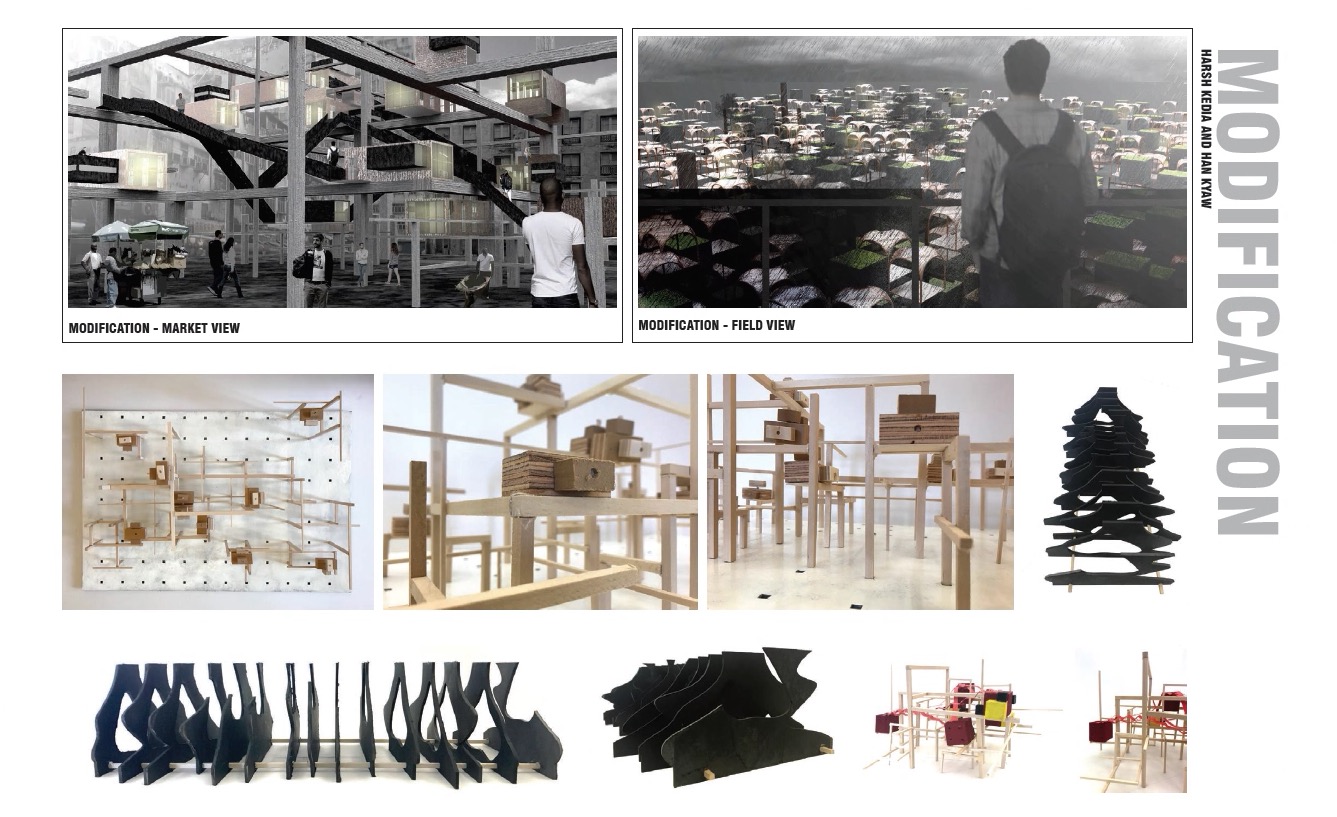 MODIFICATION - MARKET VIEW
MODIFICATION - FIELD VIEW
MODIFICATION
HARSH KEDIA AND HAN KYAW